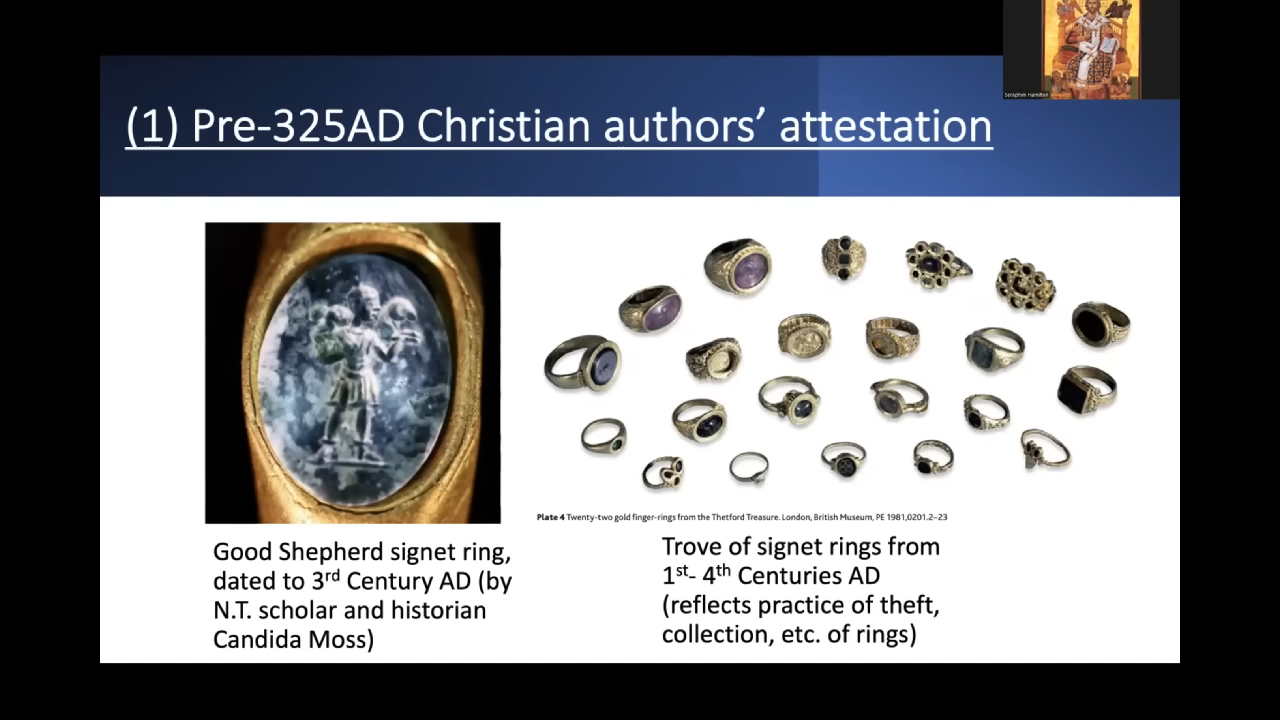 Seraphim Hamilton
(1) Pre-325AD Christian authors’ attestation
Plate 4 Twenty-two gold finger-rings from the Thetford Treasure. London, British Museum, PE 1981,0201.2–23
Good Shepherd signet ring,
dated to 3rd Century AD (by
N.T. scholar and historian
Candida Moss)
Trove of signet rings from
1st- 4th Centuries AD
(reflects practice of theft,
collection, etc. of rings)